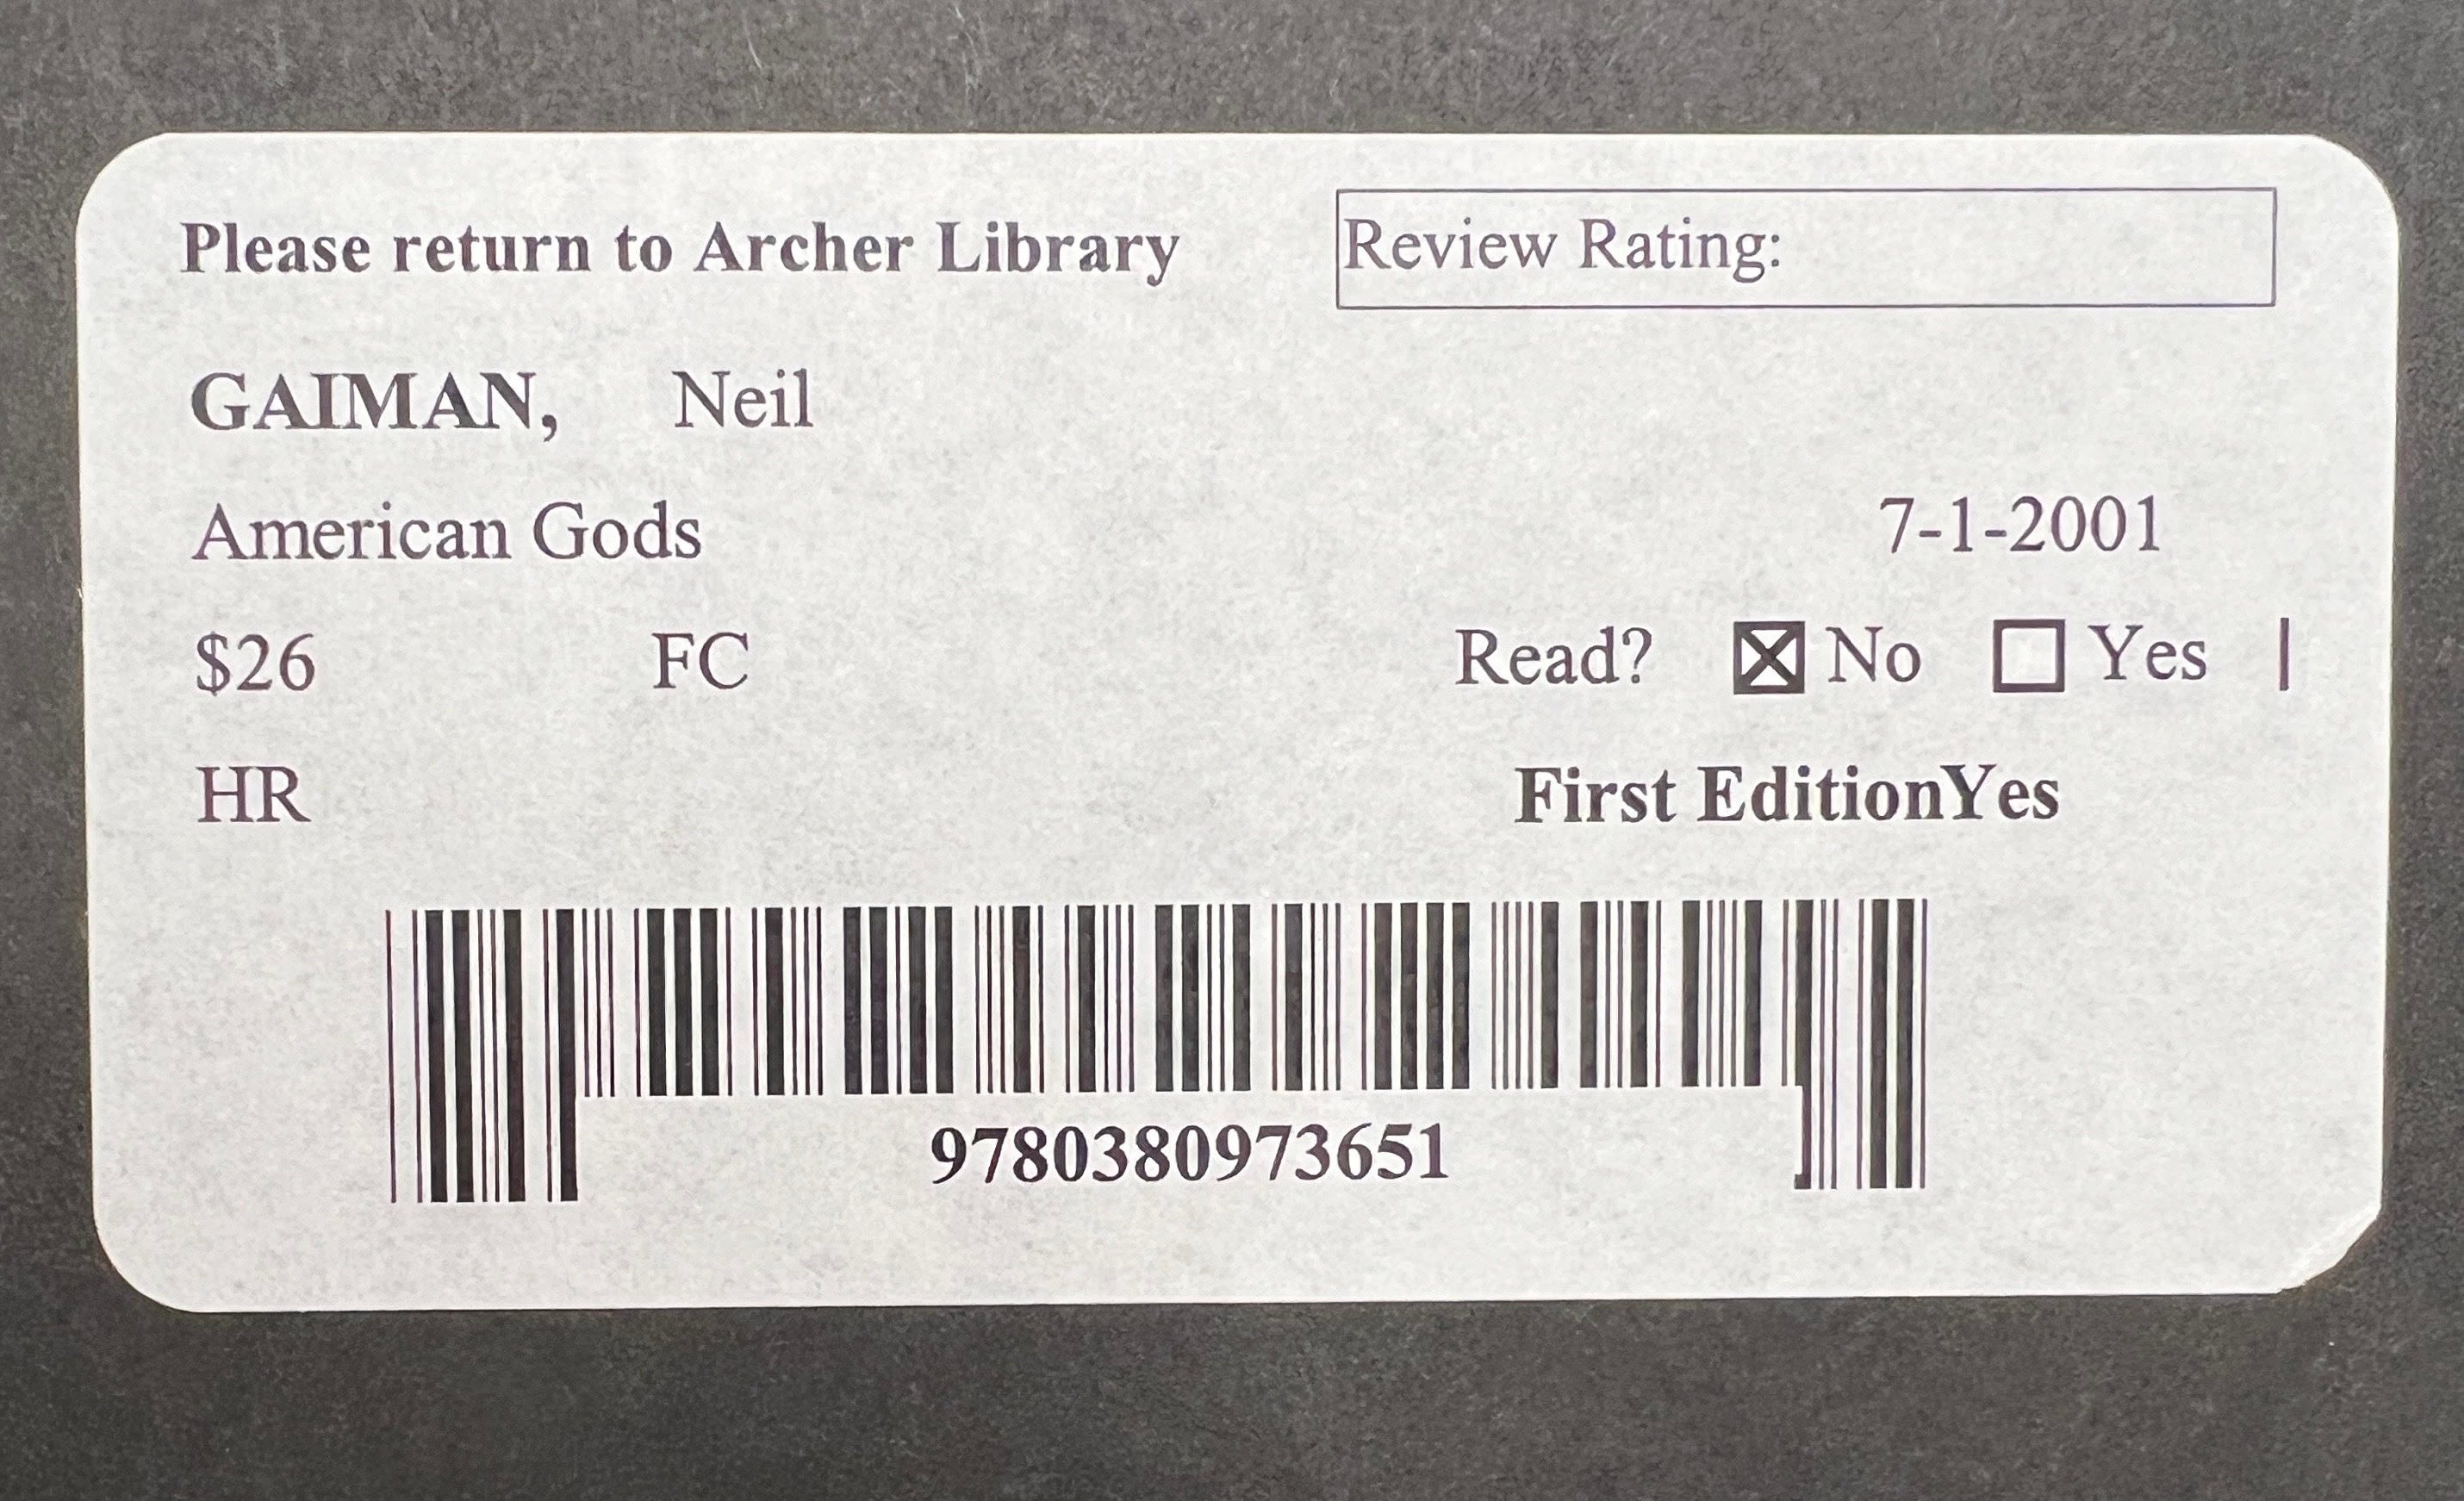 Please return to Archer Library
Review Rating:
GAIMAN, Neil
American Gods 7-1-2001
$26 FC Read? ☒ No ☐ Yes |
HR First EditionYes
9780380973651